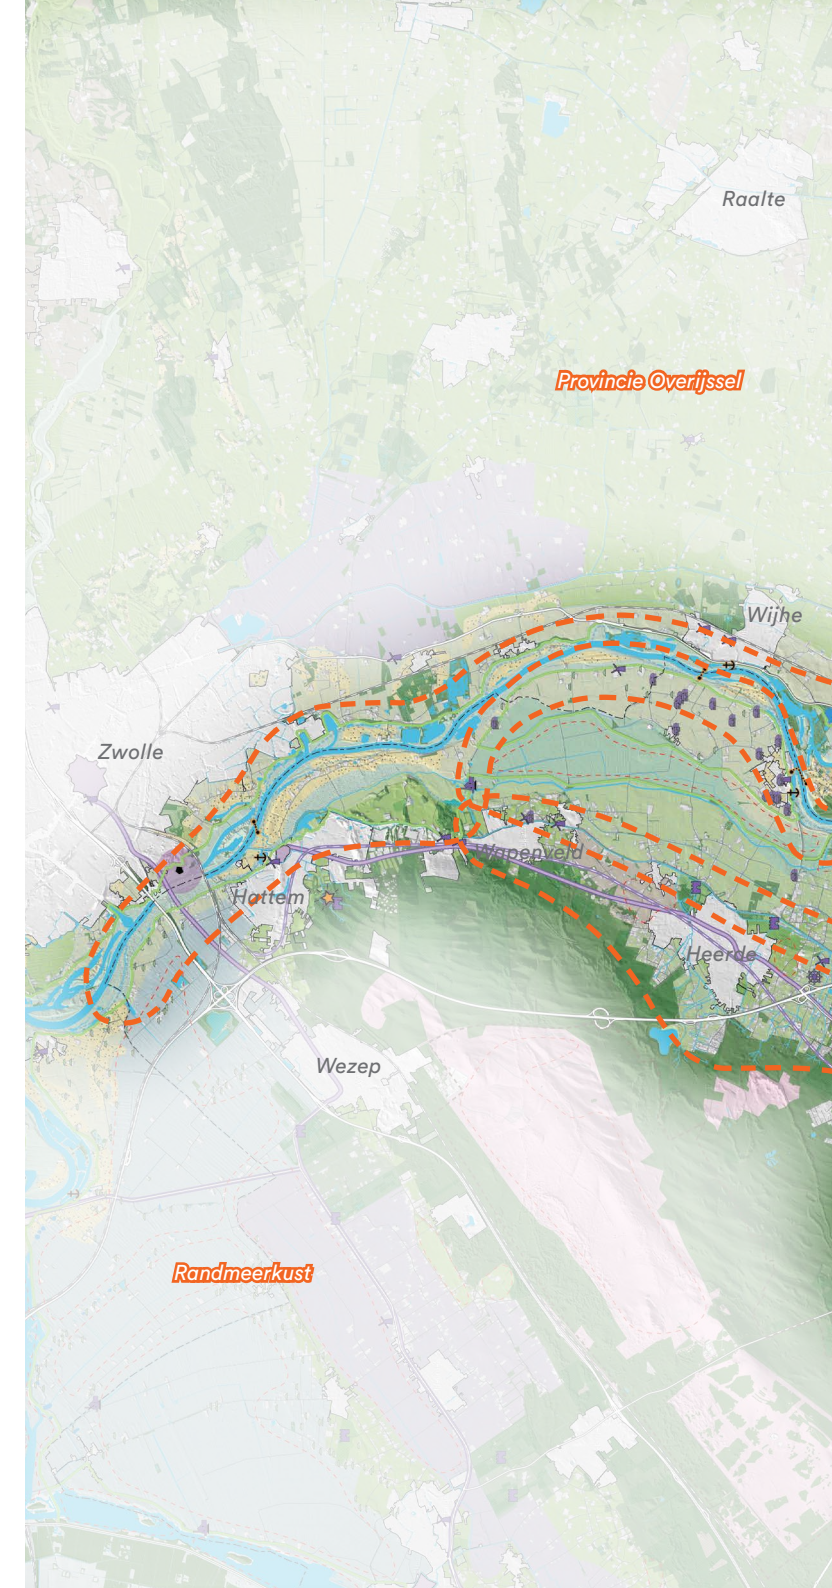 Raalte
Provincie Overijssel
Wijhe
Zwolle
Wapenveld
Hattem
Heerde
Wezep
Randmeerkust